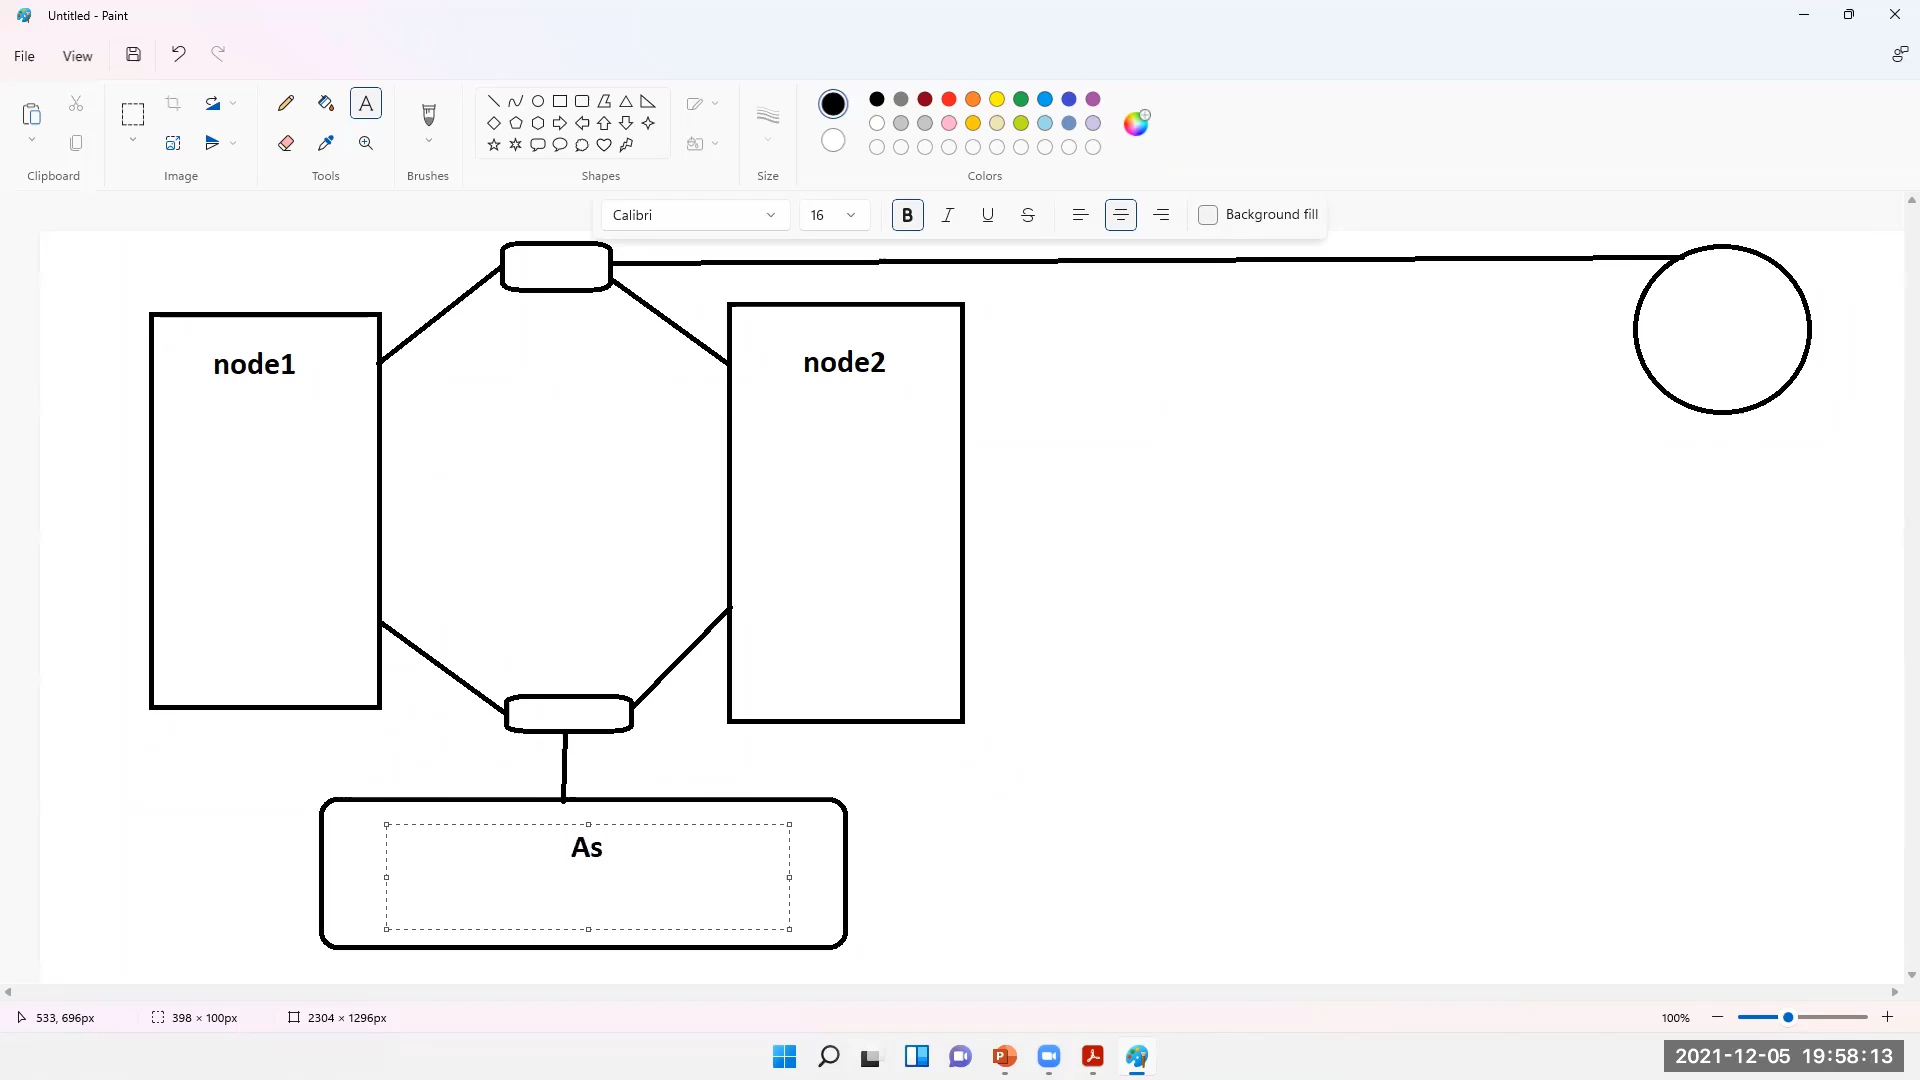 Untitled - Paint
File View
Clipboard
Image
Tools
Brushes
Shapes
Size
Colors
Calibri 16 B I U S Background fill
node1
node2
As
533, 696px 398 × 100px 2304 × 1296px 100%
2021-12-05 19:58:13